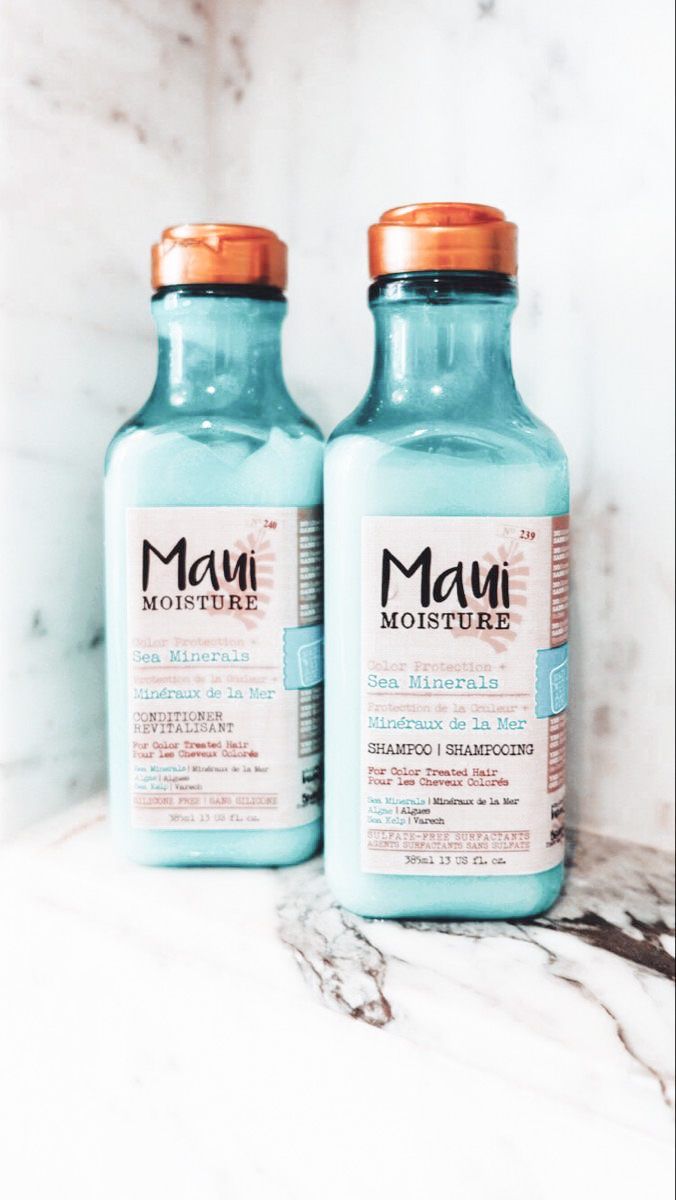 Nº 240
Maui
MOISTURE
Color Protection +
Sea Minerals
Protection de la Couleur +
Minéraux de la Mer
CONDITIONER
REVITALISANT
For Color Treated Hair
Pour les Cheveux Colorés
Sea Minerals | Minéraux de la Mer
Algae | Algues
Sea Kelp | Varech
SILICONE FREE | SANS SILICONE
385ml 13 US fl. oz.
Nº 239
Maui
MOISTURE
Color Protection +
Sea Minerals
Protection de la Couleur +
Minéraux de la Mer
SHAMPOO | SHAMPOOING
For Color Treated Hair
Pour les Cheveux Colorés
Sea Minerals | Minéraux de la Mer
Algae | Algues
Sea Kelp | Varech
SULFATE-FREE SURFACTANTS
AGENTS SURFACTANTS SANS SULFATE
385ml 13 US fl. oz.